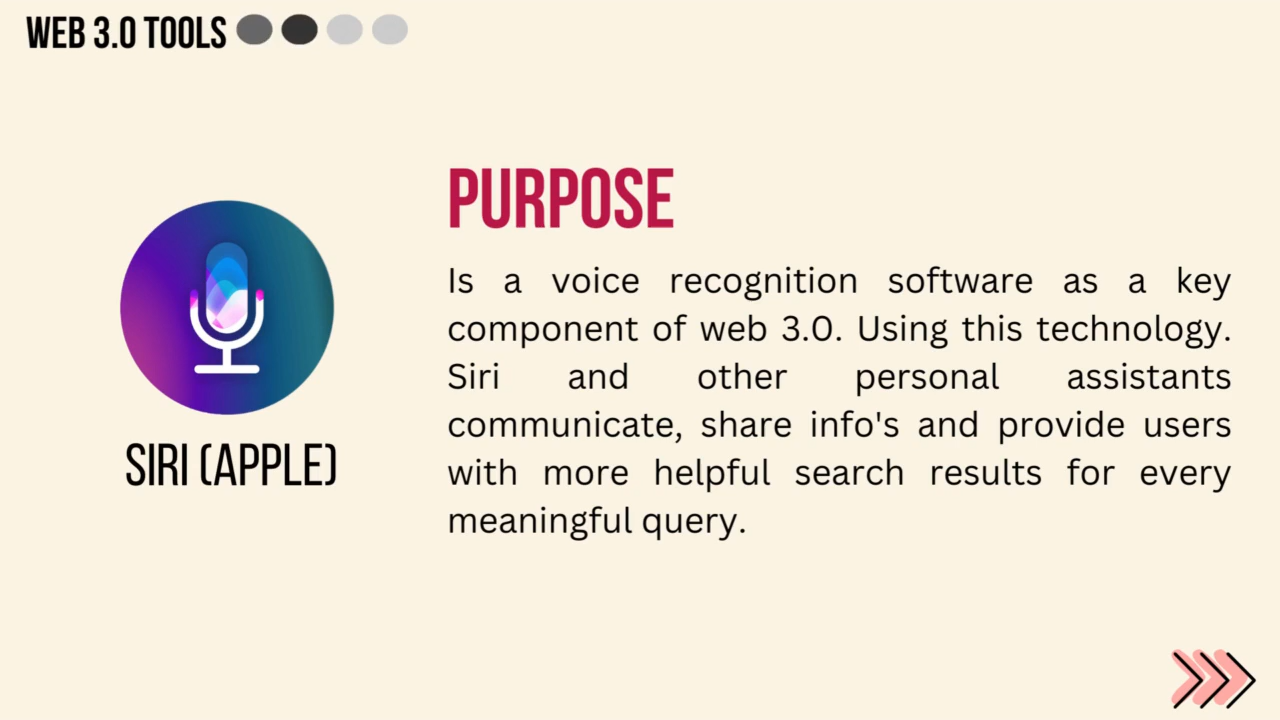 WEB 3.0 TOOLS
PURPOSE
Is a voice recognition software as a key
component of web 3.0. Using this technology.
Siri and other personal assistants
communicate, share info's and provide users
with more helpful search results for every
meaningful query.
SIRI (APPLE)